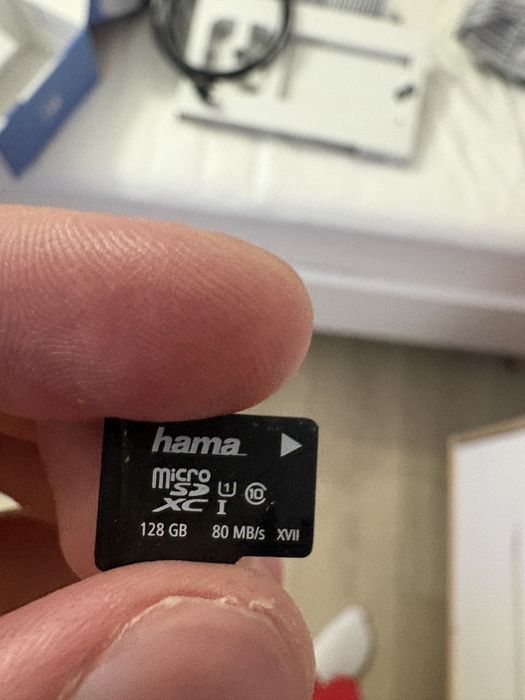 hama
micro
SD
XC I
U1 10
128 GB 80 MB/s XVII